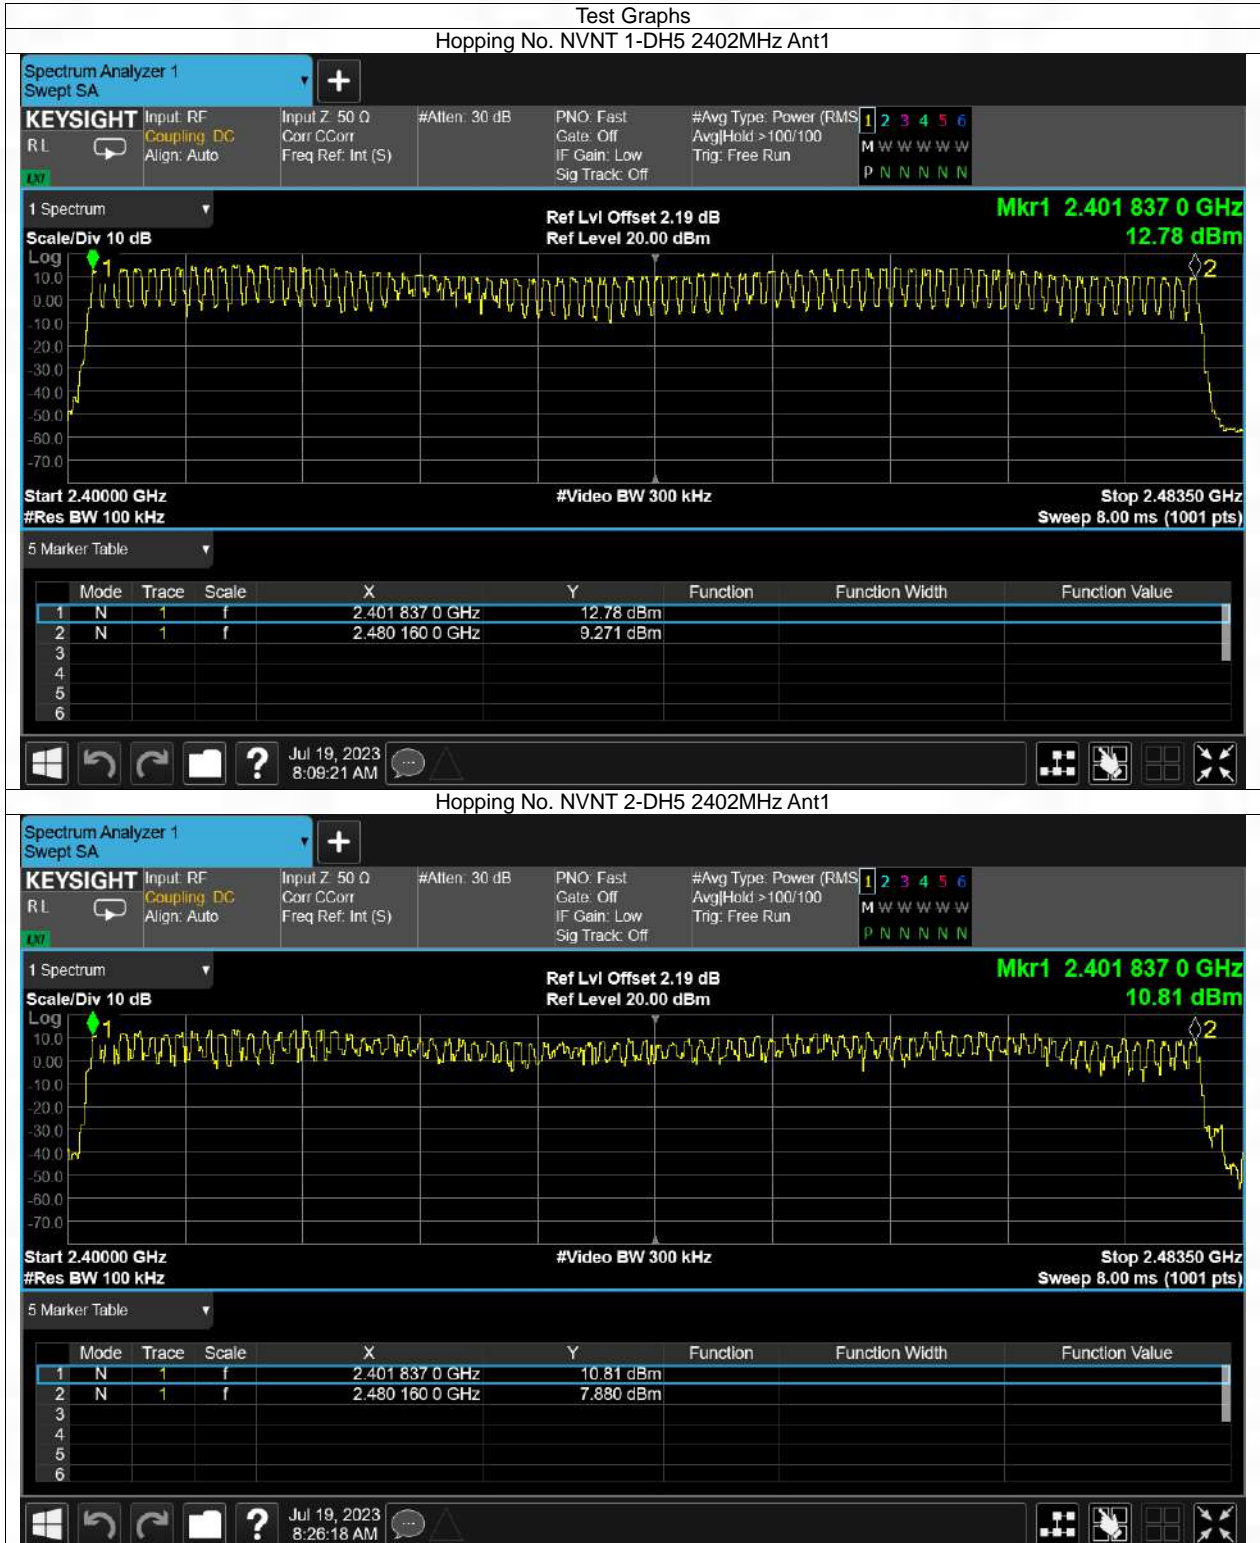 Test Graphs
Hopping No. NVNT 1-DH5 2402MHz Ant1
Spectrum Analyzer 1
Swept SA
KEYSIGHT Input: RF Input Z: 50 Ω #Atten: 30 dB PNO: Fast #Avg Type: Power (RMS 1 2 3 4 5 6
RL Coupling: DC Corr CCorr Gate: Off Avg|Hold >100/100 M W W W W W
Align: Auto Freq Ref: Int (S) IF Gain: Low Trig: Free Run
LXI Sig Track: Off P N N N N N
1 Spectrum Ref Lvl Offset 2.19 dB Mkr1 2.401 837 0 GHz
Scale/Div 10 dB Ref Level 20.00 dBm 12.78 dBm
Log 1 2
10.0
0.00
-10.0
-20.0
-30.0
-40.0
-50.0
-60.0
-70.0
Start 2.40000 GHz #Video BW 300 kHz Stop 2.48350 GHz
#Res BW 100 kHz Sweep 8.00 ms (1001 pts)
5 Marker Table
Mode Trace Scale X Y Function Function Width Function Value
1 N 1 f 2.401 837 0 GHz 12.78 dBm
2 N 1 f 2.480 160 0 GHz 9.271 dBm
3
4
5
6
? Jul 19, 2023
8:09:21 AM
Hopping No. NVNT 2-DH5 2402MHz Ant1
Spectrum Analyzer 1
Swept SA
KEYSIGHT Input: RF Input Z: 50 Ω #Atten: 30 dB PNO: Fast #Avg Type: Power (RMS 1 2 3 4 5 6
RL Coupling: DC Corr CCorr Gate: Off Avg|Hold >100/100 M W W W W W
Align: Auto Freq Ref: Int (S) IF Gain: Low Trig: Free Run
LXI Sig Track: Off P N N N N N
1 Spectrum Ref Lvl Offset 2.19 dB Mkr1 2.401 837 0 GHz
Scale/Div 10 dB Ref Level 20.00 dBm 10.81 dBm
Log 1 2
10.0
0.00
-10.0
-20.0
-30.0
-40.0
-50.0
-60.0
-70.0
Start 2.40000 GHz #Video BW 300 kHz Stop 2.48350 GHz
#Res BW 100 kHz Sweep 8.00 ms (1001 pts)
5 Marker Table
Mode Trace Scale X Y Function Function Width Function Value
1 N 1 f 2.401 837 0 GHz 10.81 dBm
2 N 1 f 2.480 160 0 GHz 7.880 dBm
3
4
5
6
? Jul 19, 2023
8:26:18 AM